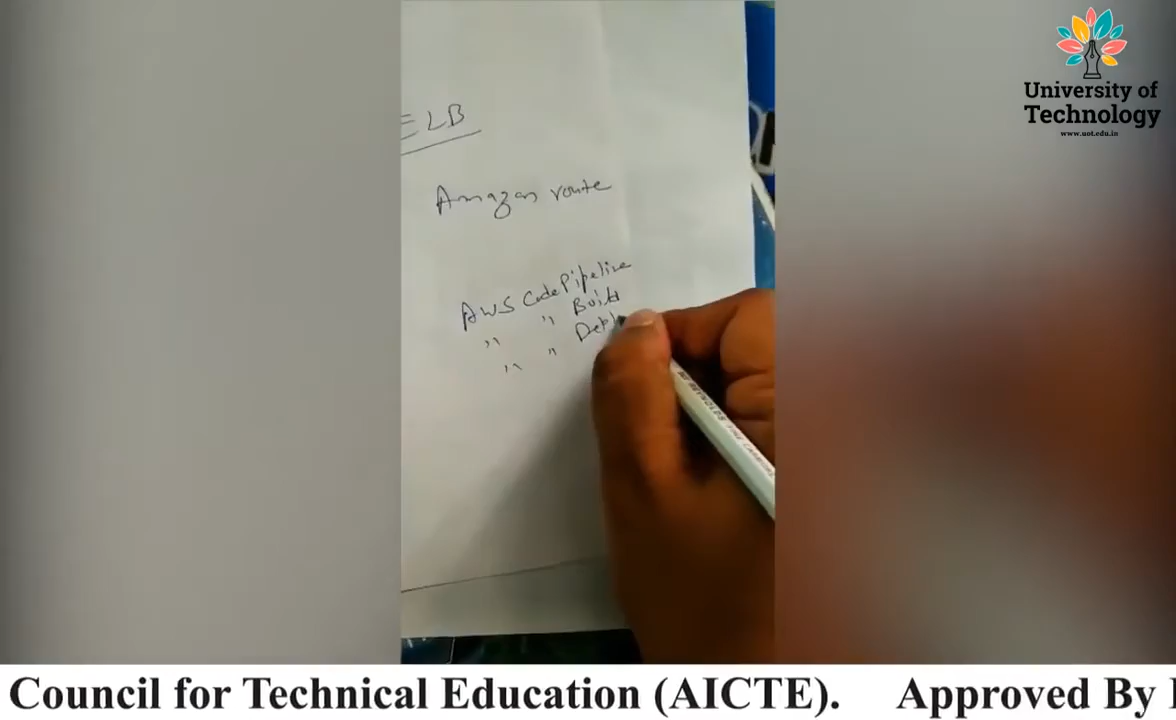 University of
Technology
www.uot.edu.in
ELB
Amazon route
AWS CodePipeline
" " Build
" " Depl
Council for Technical Education (AICTE). Approved By